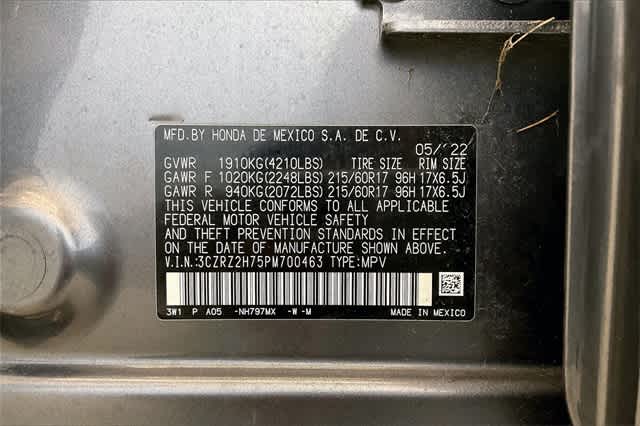 MFD.BY HONDA DE MEXICO S.A. DE C.V.
05/'22
GVWR 1910KG(4210LBS) TIRE SIZE RIM SIZE
GAWR F 1020KG(2248LBS) 215/60R17 96H 17X6.5J
GAWR R 940KG(2072LBS) 215/60R17 96H 17X6.5J
THIS VEHICLE CONFORMS TO ALL APPLICABLE
FEDERAL MOTOR VEHICLE SAFETY
AND THEFT PREVENTION STANDARDS IN EFFECT
ON THE DATE OF MANUFACTURE SHOWN ABOVE.
V.I.N.:3CZRZ2H75PM700463 TYPE:MPV
3W1 P A05 -NH797MX -W -M MADE IN MEXICO